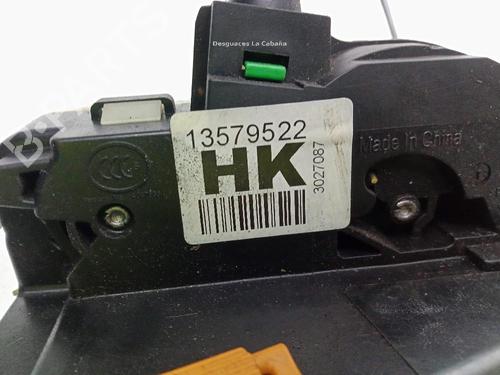 Desguaces La Cabaña
13579522
HK
3027087
Made In China
CCC